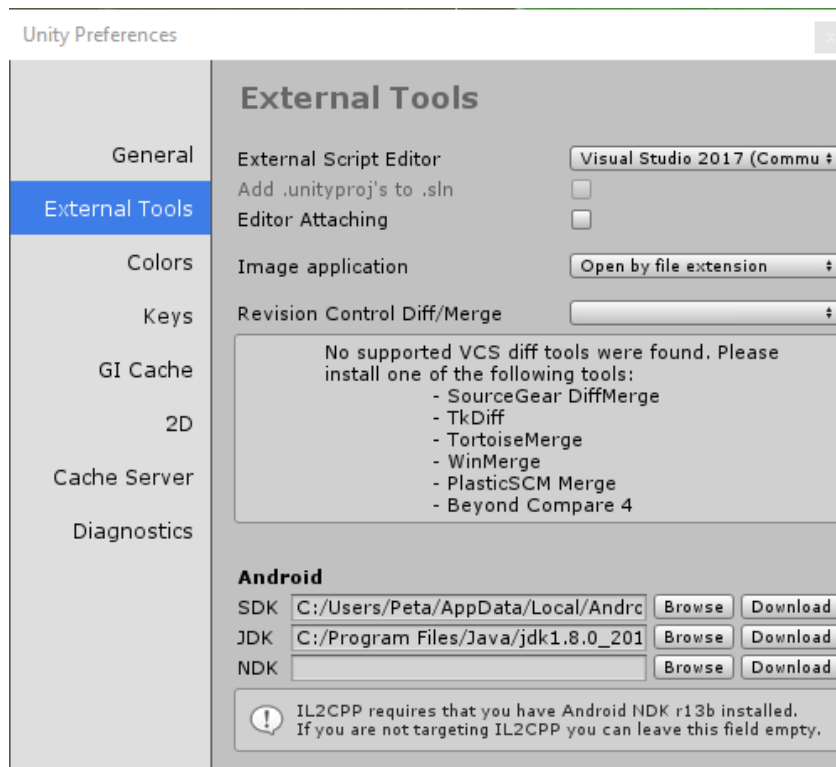 Unity Preferences
External Tools
General
External Tools
Colors
Keys
GI Cache
2D
Cache Server
Diagnostics
External Script Editor Visual Studio 2017 (Commu
Add .unityproj's to .sln
Editor Attaching
Image application Open by file extension
Revision Control Diff/Merge
No supported VCS diff tools were found. Please
install one of the following tools:
- SourceGear DiffMerge
- TkDiff
- TortoiseMerge
- WinMerge
- PlasticSCM Merge
- Beyond Compare 4
Android
SDK C:/Users/Peta/AppData/Local/Andro Browse Download
JDK C:/Program Files/Java/jdk1.8.0_201 Browse Download
NDK Browse Download
IL2CPP requires that you have Android NDK r13b installed.
If you are not targeting IL2CPP you can leave this field empty.